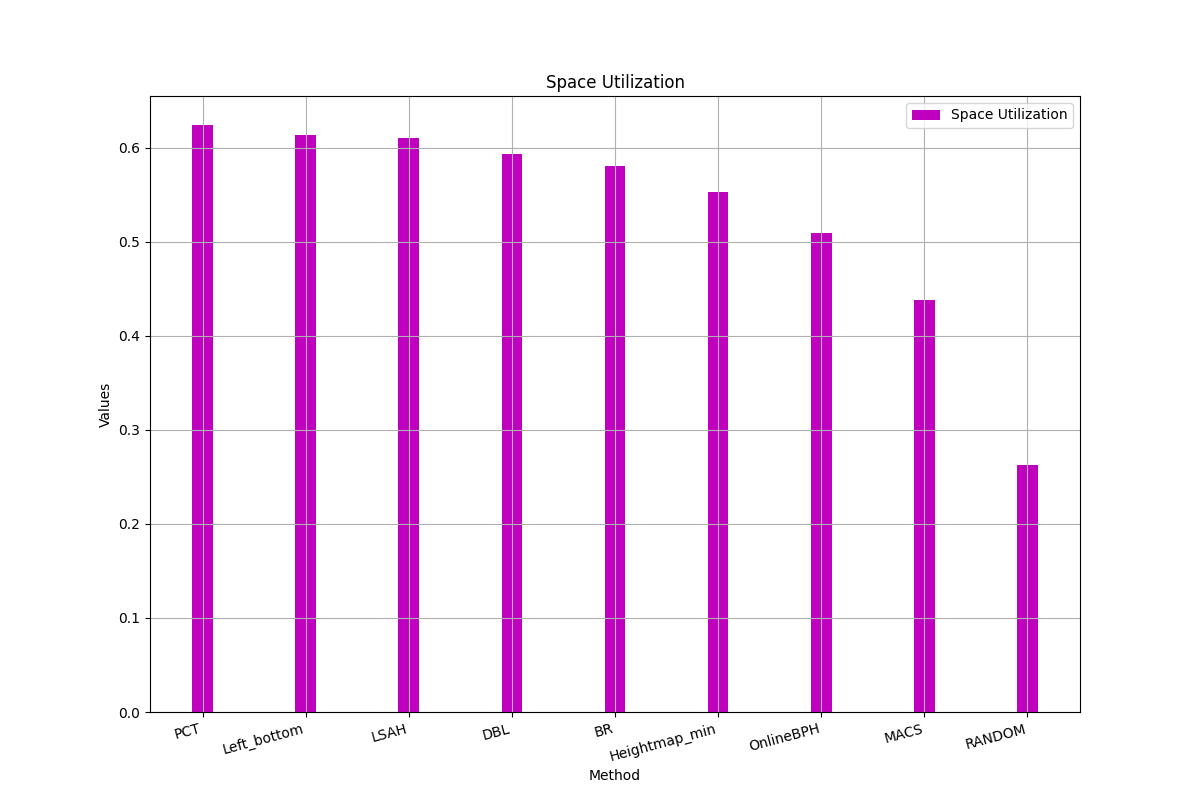 Space Utilization
Space Utilization
0.6
0.5
0.4
0.3
0.2
0.1
0.0
Values
PCT
Left_bottom
LSAH
DBL
BR
Heightmap_min
OnlineBPH
MACS
RANDOM
Method